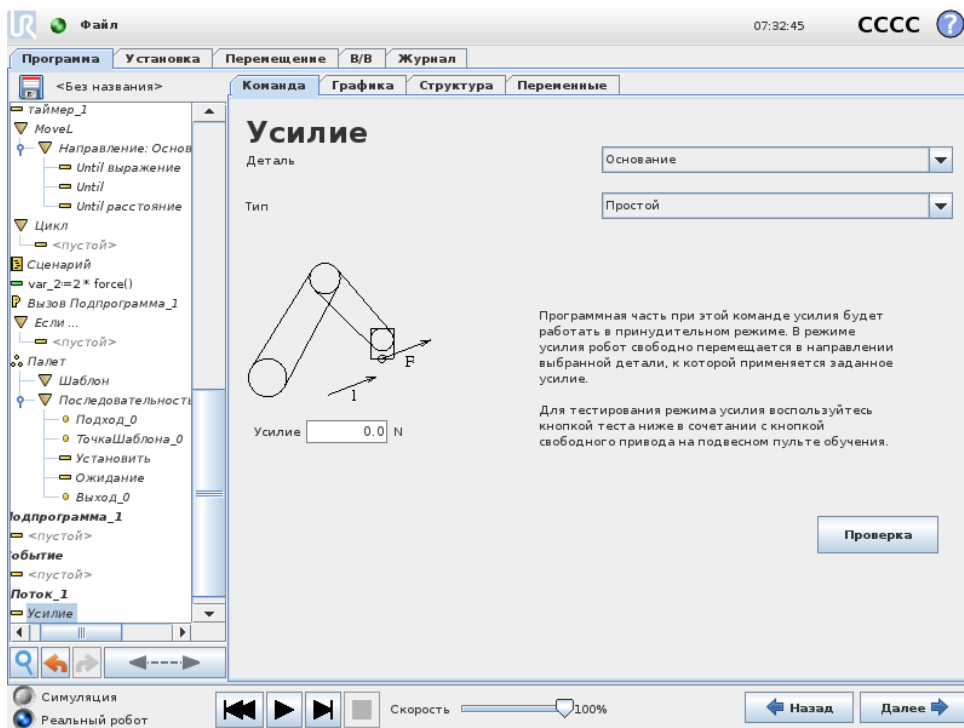 UR Файл 07:32:45 CCCC ?
Программа Установка Перемещение В/В Журнал
<Без названия>
Команда Графика Структура Переменные
таймер_1
MoveL
Направление: Основ
Until выражение
Until
Until расстояние
Цикл
<пустой>
Сценарий
var_2:=2 * force()
Вызов Подпрограмма_1
Если ...
<пустой>
Палет
Шаблон
Последовательность
Подход_0
ТочкаШаблона_0
Установить
Ожидание
Выход_0
Подпрограмма_1
<пустой>
Событие
<пустой>
Поток_1
Усилие
Усилие
Деталь Основание
Тип Простой
F
1
Усилие 0.0 N
Программная часть при этой команде усилия будет
работать в принудительном режиме. В режиме
усилия робот свободно перемещается в направлении
выбранной детали, к которой применяется заданное
усилие.
Для тестирования режима усилия воспользуйтесь
кнопкой теста ниже в сочетании с кнопкой
свободного привода на подвесном пульте обучения.
Проверка
Симуляция
Реальный робот
Скорость 100%
Назад Далее